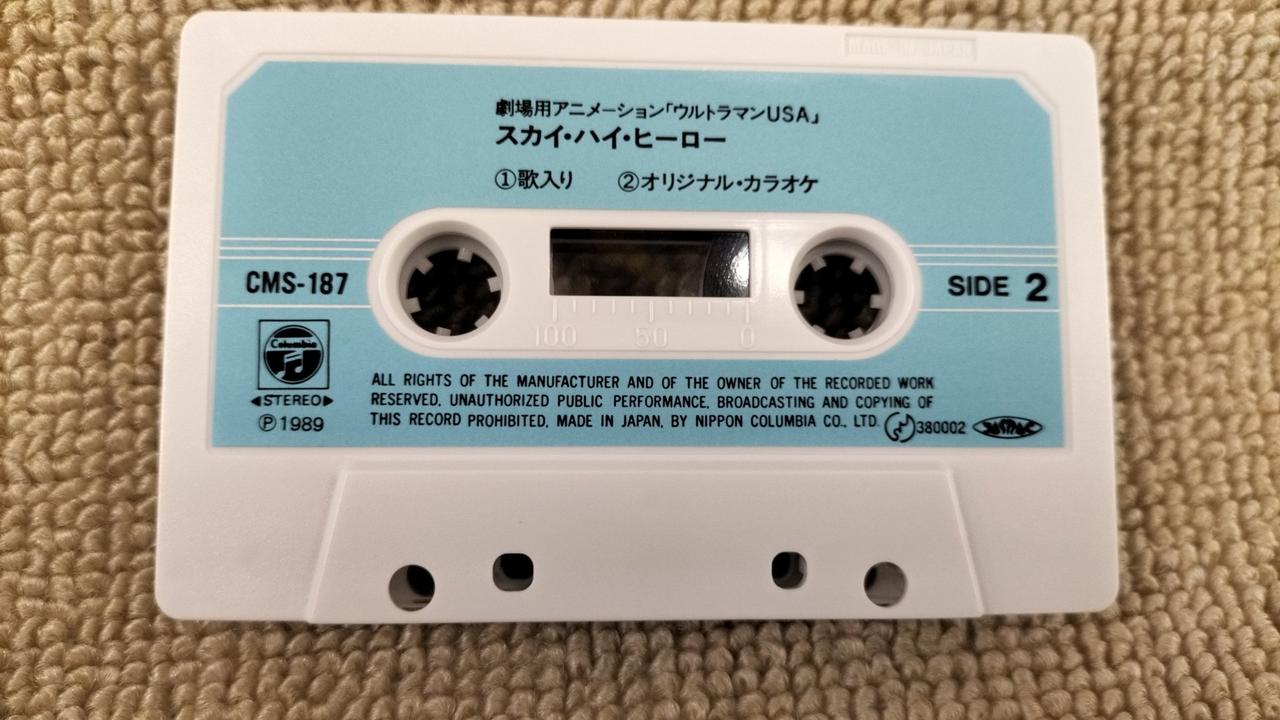 MADE IN JAPAN
劇場用アニメーション「ウルトラマンUSA」
スカイ・ハイ・ヒーロー
①歌入り ②オリジナル・カラオケ
CMS-187
SIDE 2
100 50 0
Columbia
◀STEREO▶
Ⓟ1989
ALL RIGHTS OF THE MANUFACTURER AND OF THE OWNER OF THE RECORDED WORK
RESERVED. UNAUTHORIZED PUBLIC PERFORMANCE, BROADCASTING AND COPYING OF
THIS RECORD PROHIBITED. MADE IN JAPAN, BY NIPPON COLUMBIA CO., LTD.
380002